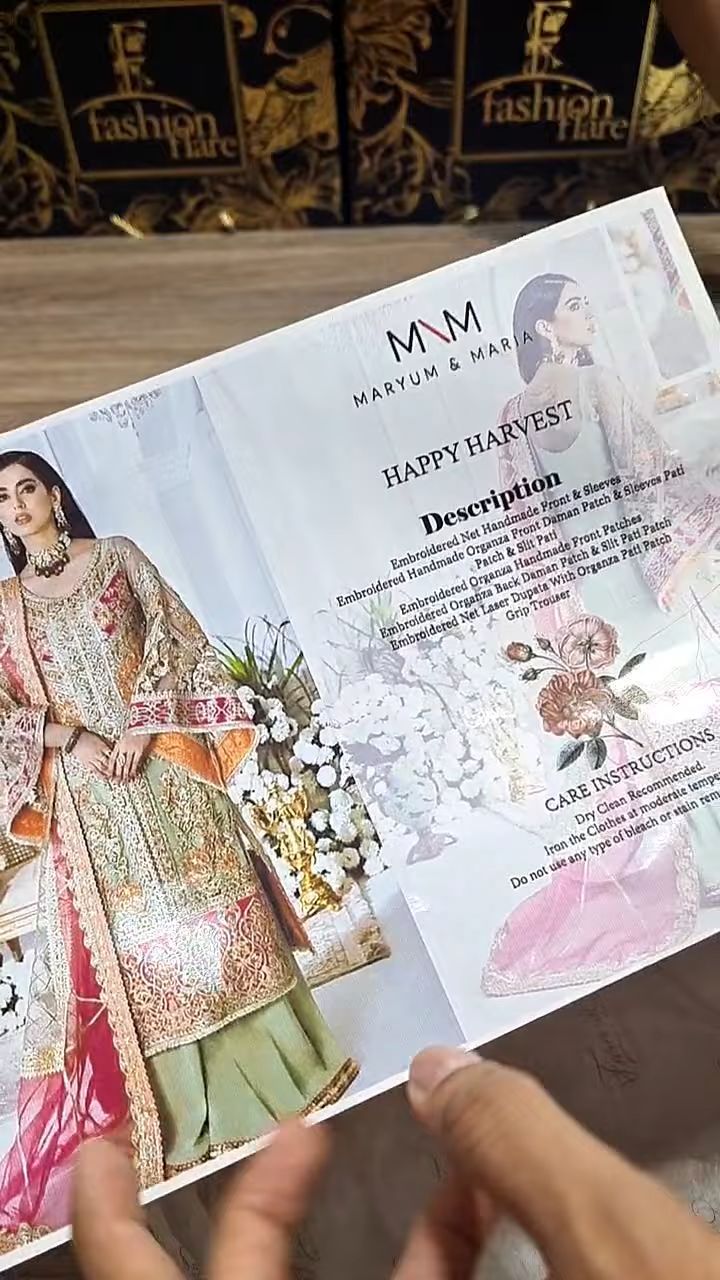 fashion
flare
fashion
flare
M\M
MARYUM & MARIA
HAPPY HARVEST
Description
Embroidered Net Handmade Front & Sleeves
Embroidered Handmade Organza Front Daman Patch & Sleeves Pati
Patch & Slit Pati
Embroidered Organza Handmade Front Patches
Embroidered Organza Back Daman Patch & Slit Pati Patch
Embroidered Net Laser Dupata With Organza Pati Patch
Grip Trouser
CARE INSTRUCTIONS
Dry Clean Recommended.
Iron the Clothes at moderate
Do not use any type of bleach or stain